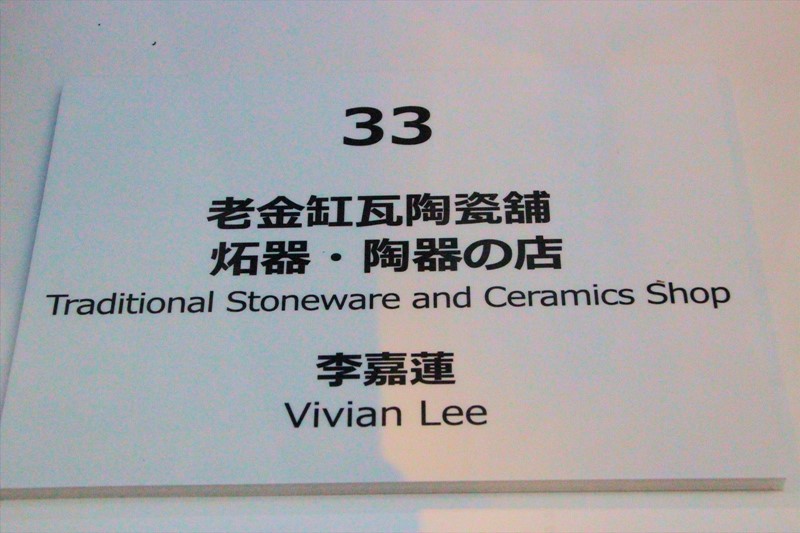 33
老金缸瓦陶瓷舖
炻器・陶器の店
Traditional Stoneware and Ceramics Shop
李嘉蓮
Vivian Lee